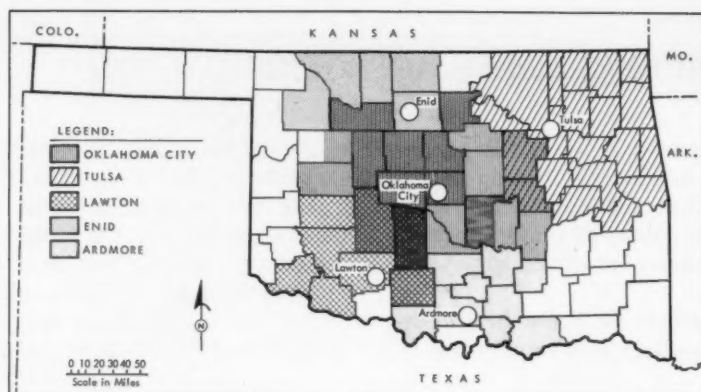 COLO.
KANSAS
MO.
Enid
Tulsa
LEGEND:
ARK.
OKLAHOMA CITY
TULSA
Oklahoma City
LAWTON
ENID
ARDMORE
Lawton
N
Ardmore
0 10 20 30 40 50
Scale in Miles
TEXAS